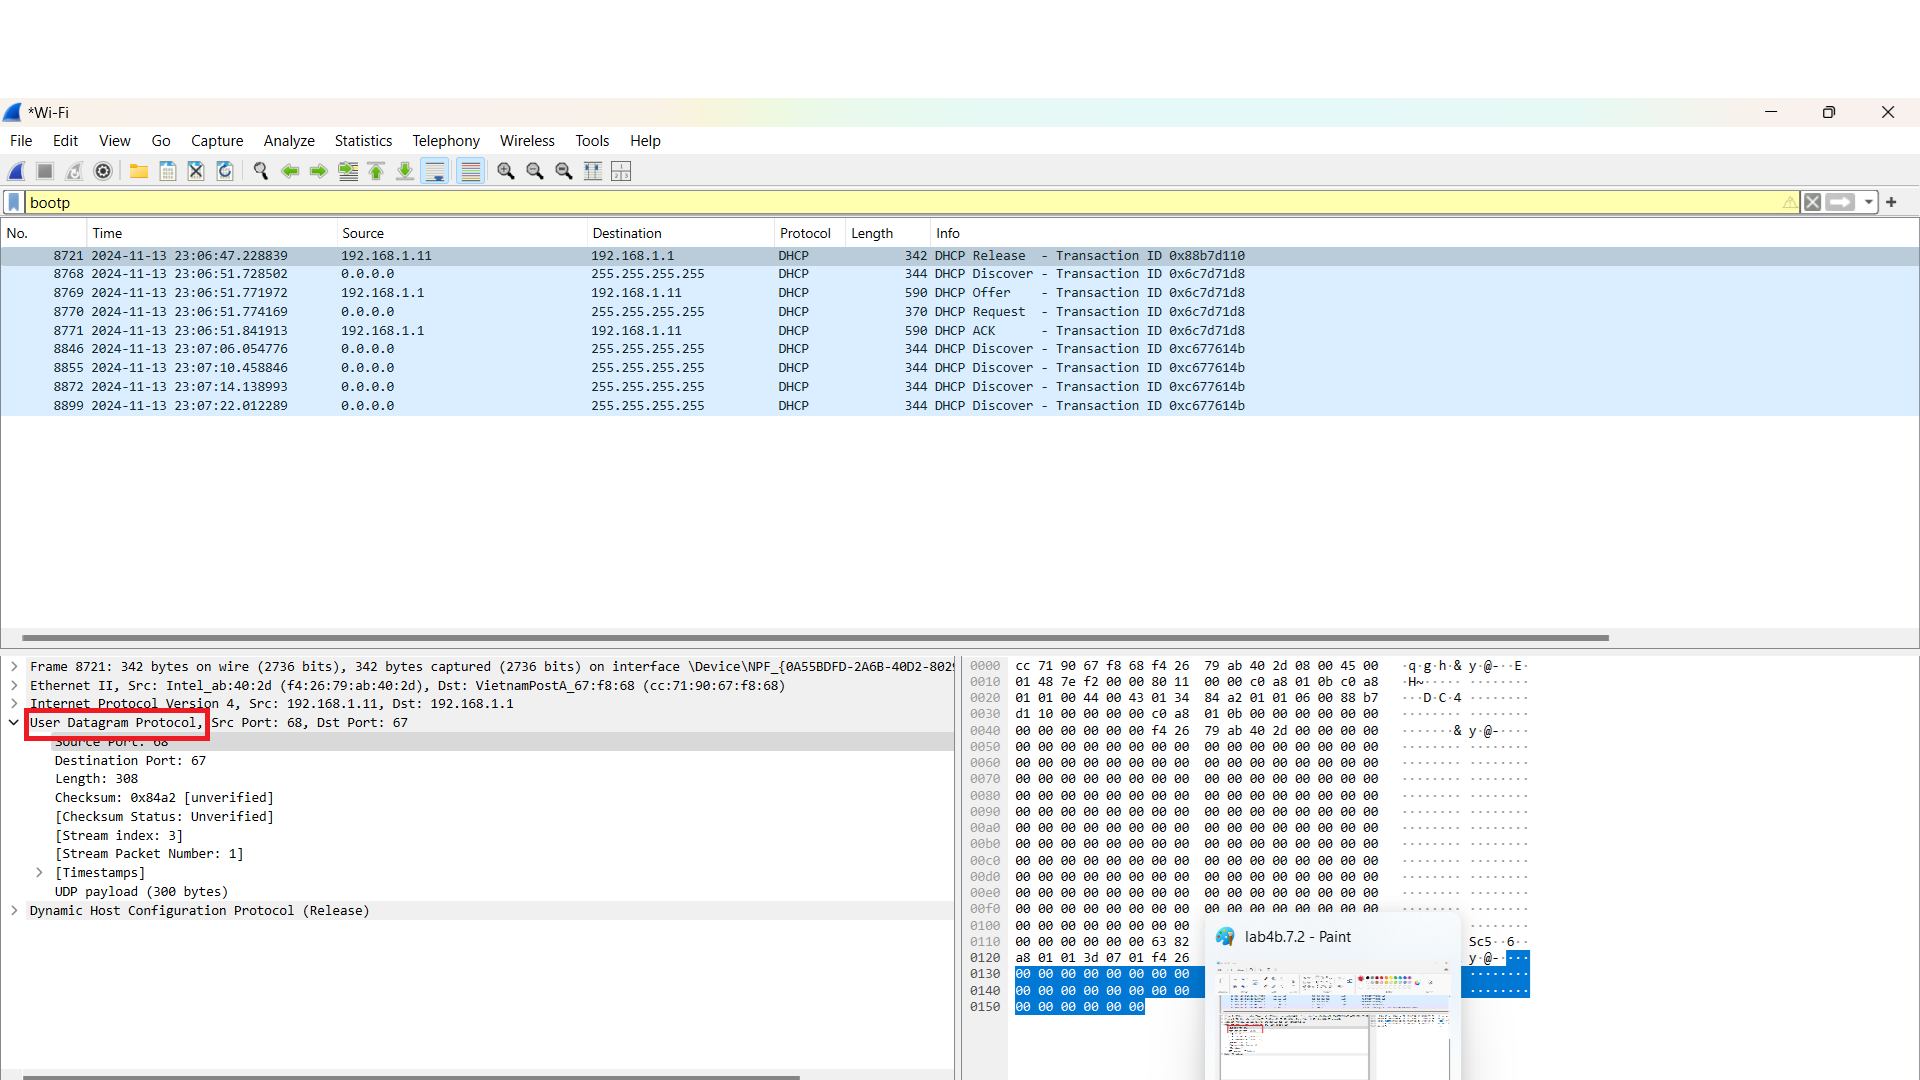 *Wi-Fi
File Edit View Go Capture Analyze Statistics Telephony Wireless Tools Help
bootp
No. Time Source Destination Protocol Length Info
8721 2024-11-13 23:06:47.228839 192.168.1.11 192.168.1.1 DHCP 342 DHCP Release - Transaction ID 0x88b7d110
8768 2024-11-13 23:06:51.728502 0.0.0.0 255.255.255.255 DHCP 344 DHCP Discover - Transaction ID 0x6c7d71d8
8769 2024-11-13 23:06:51.771972 192.168.1.1 192.168.1.11 DHCP 590 DHCP Offer - Transaction ID 0x6c7d71d8
8770 2024-11-13 23:06:51.774169 0.0.0.0 255.255.255.255 DHCP 370 DHCP Request - Transaction ID 0x6c7d71d8
8771 2024-11-13 23:06:51.841913 192.168.1.1 192.168.1.11 DHCP 590 DHCP ACK - Transaction ID 0x6c7d71d8
8846 2024-11-13 23:07:06.054776 0.0.0.0 255.255.255.255 DHCP 344 DHCP Discover - Transaction ID 0xc677614b
8855 2024-11-13 23:07:10.458846 0.0.0.0 255.255.255.255 DHCP 344 DHCP Discover - Transaction ID 0xc677614b
8872 2024-11-13 23:07:14.138993 0.0.0.0 255.255.255.255 DHCP 344 DHCP Discover - Transaction ID 0xc677614b
8899 2024-11-13 23:07:22.012289 0.0.0.0 255.255.255.255 DHCP 344 DHCP Discover - Transaction ID 0xc677614b
Frame 8721: 342 bytes on wire (2736 bits), 342 bytes captured (2736 bits) on interface \Device\NPF_{0A55BDFD-2A6B-40D2-8029
Ethernet II, Src: Intel_ab:40:2d (f4:26:79:ab:40:2d), Dst: VietnamPostA_67:f8:68 (cc:71:90:67:f8:68)
Internet Protocol Version 4, Src: 192.168.1.11, Dst: 192.168.1.1
User Datagram Protocol, Src Port: 68, Dst Port: 67
Source Port: 68
Destination Port: 67
Length: 308
Checksum: 0x84a2 [unverified]
[Checksum Status: Unverified]
[Stream index: 3]
[Stream Packet Number: 1]
[Timestamps]
UDP payload (300 bytes)
Dynamic Host Configuration Protocol (Release)
0000 cc 71 90 67 f8 68 f4 26 79 ab 40 2d 08 00 45 00 ·q·g·h·& y·@-··E·
0010 01 48 7e f2 00 00 80 11 00 00 c0 a8 01 0b c0 a8 ·H~····· ········
0020 01 01 00 44 00 43 01 34 84 a2 01 01 06 00 88 b7 ···D·C·4 ········
0030 d1 10 00 00 00 00 c0 a8 01 0b 00 00 00 00 00 00 ········ ········
0040 00 00 00 00 00 00 f4 26 79 ab 40 2d 00 00 00 00 ·······& y·@-····
0050 00 00 00 00 00 00 00 00 00 00 00 00 00 00 00 00 ········ ········
0060 00 00 00 00 00 00 00 00 00 00 00 00 00 00 00 00 ········ ········
0070 00 00 00 00 00 00 00 00 00 00 00 00 00 00 00 00 ········ ········
0080 00 00 00 00 00 00 00 00 00 00 00 00 00 00 00 00 ········ ········
0090 00 00 00 00 00 00 00 00 00 00 00 00 00 00 00 00 ········ ········
00a0 00 00 00 00 00 00 00 00 00 00 00 00 00 00 00 00 ········ ········
00b0 00 00 00 00 00 00 00 00 00 00 00 00 00 00 00 00 ········ ········
00c0 00 00 00 00 00 00 00 00 00 00 00 00 00 00 00 00 ········ ········
00d0 00 00 00 00 00 00 00 00 00 00 00 00 00 00 00 00 ········ ········
00e0 00 00 00 00 00 00 00 00 00 00 00 00 00 00 00 00 ········ ········
00f0 00 00 00 00 00 00 00 00 00 00 00 00 00 00 00 00 ········ ········
0100 00 00 00 00 00 00 00 00 ········
0110 00 00 00 00 00 00 63 82 Sc5··6··
0120 a8 01 01 3d 07 01 f4 26 y·@-····
0130 00 00 00 00 00 00 00 00 ········
0140 00 00 00 00 00 00 00 00 ········
0150 00 00 00 00 00 00
lab4b.7.2 - Paint